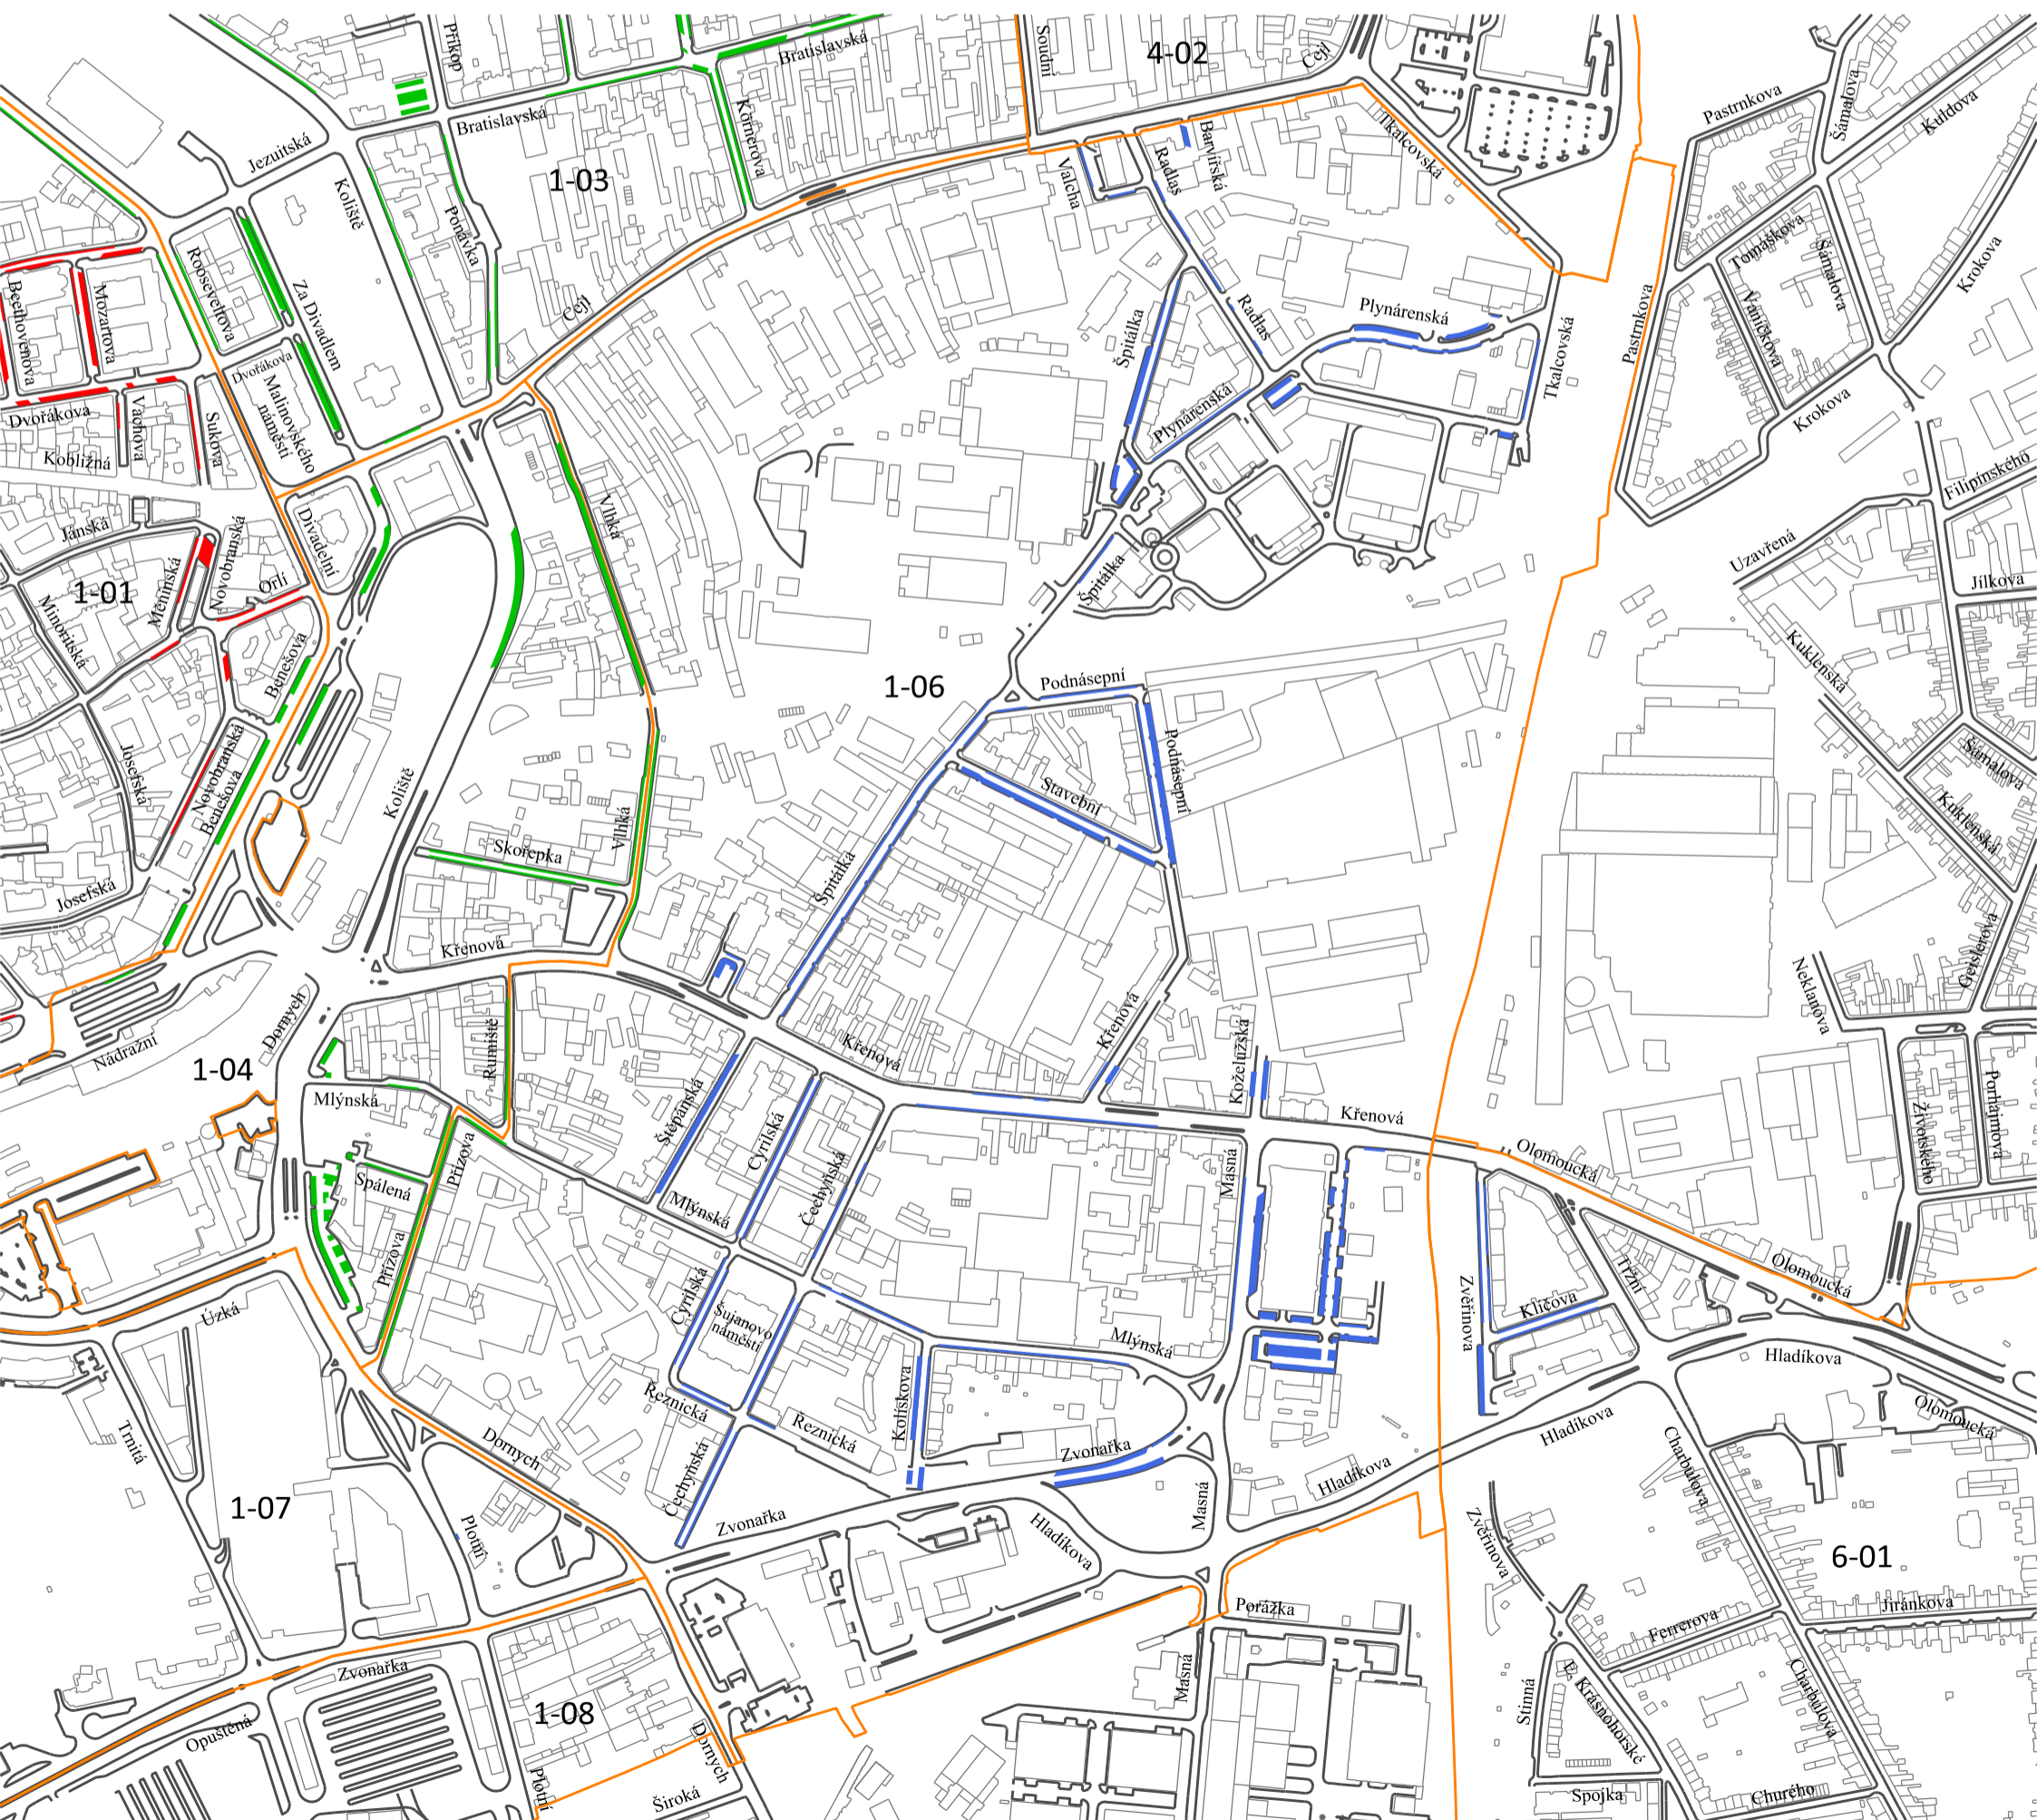 Příkop
Bratislavská
Soudní
4-02
Cejl
Pastrnkova
Šámalova
Kuldova
Bratislavská
Körnerova
Jezuitská
Koliště
1-03
Valcha
Radlas
Barvířská
Tkalcovská
Ponávka
Tomáškova
Šámalova
Krokova
Roosveltova
Za Divadlem
Cejl
Beethovenova
Mozartova
Špitálka
Radlas
Plynárenská
Tkalcovská
Pastrnkova
Vaníčkova
Dvořákova
Malinovského
náměstí
Dvořákova
Vachova
Sukova
Plynárenská
Krokova
Kobližná
Filipínského
Jánská
Divadelní
Vlhká
Uzavřená
1-01
Měnínská
Novobranská
Orlí
Špitálka
Jílkova
Minoritská
Benešova
Kuklenská
1-06
Podnásepní
Josefská
Novobranská
Benešova
Koliště
Stavební
Podnásepní
Šámalova
Kuklenská
Vlhká
Skořepka
Špitálka
Josefská
Křenová
Neklanova
Geislerova
Dornych
Nádražní
Rumiště
Křenová
Křenová
Koželužská
1-04
Mlýnská
Štěpánská
Cyrilská
Křenová
Životského
Porhajmova
Přízova
Spálená
Čechyňská
Masná
Olomoucká
Mlýnská
Přízova
Cyrilská
Šujanovo
náměstí
Zvěřinova
Klíčova
Tržní
Olomoucká
Úzká
Mlýnská
Hladíkova
Řeznická
Řeznická
Kolískova
Olomoucká
Trnitá
Dornych
Zvonařka
Hladíkova
Charbulova
Čechyňská
Hladíkova
1-07
Plotní
Zvonařka
Hladíkova
Masná
Zvěřinova
6-01
Porážka
Ferrerova
Jiránkova
Zvonařka
Masná
Stinná
E. Krásnohorské
Charbulova
1-08
Opuštěná
Dornych
Plotní
Široká
Spojka
Churého